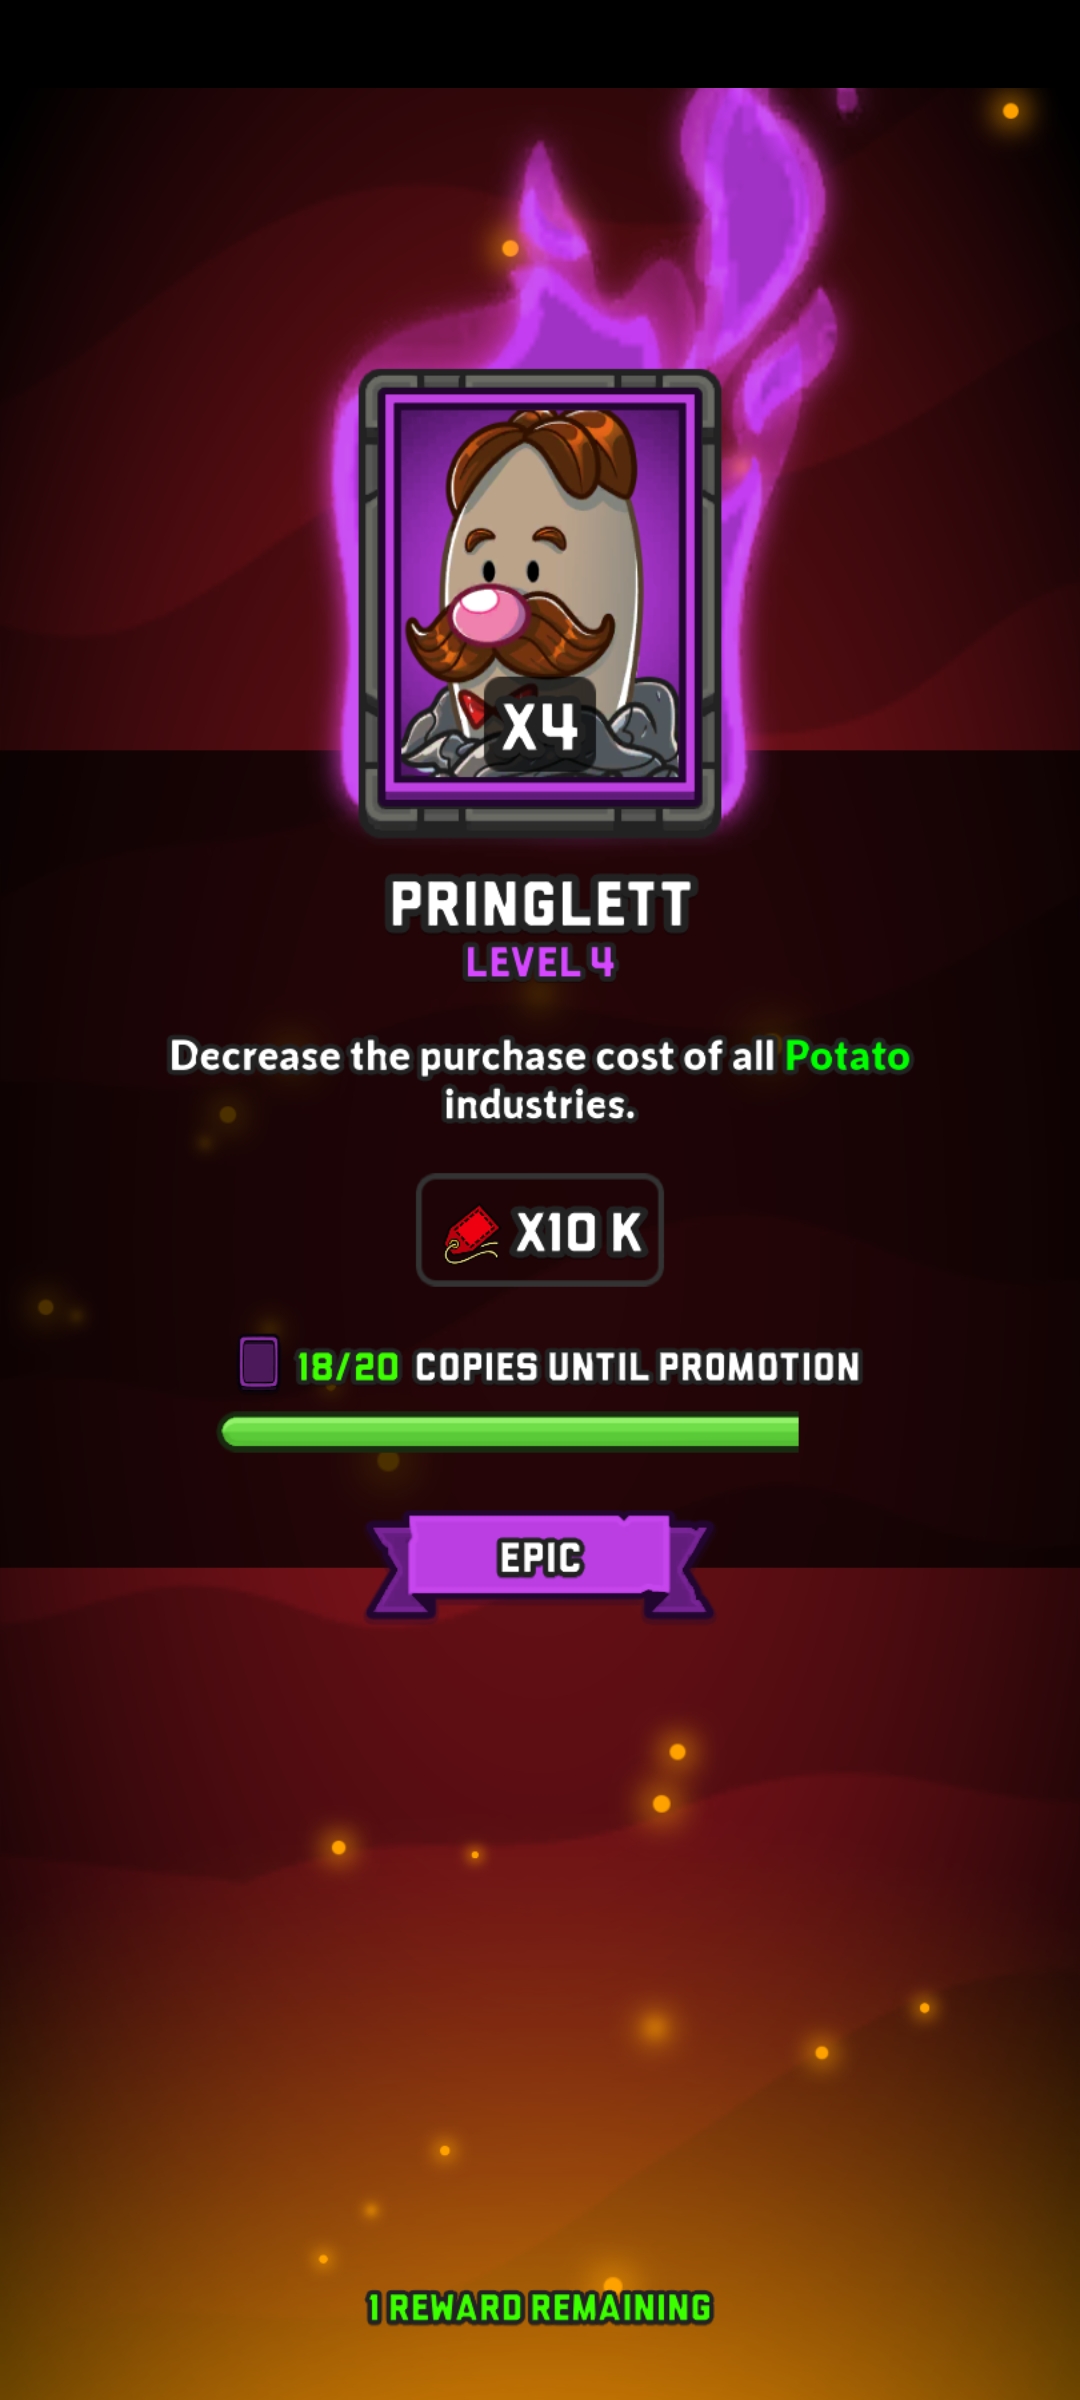 X4
PRINGLETT
LEVEL 4
Decrease the purchase cost of all Potato
industries.
X10 K
18/20 COPIES UNTIL PROMOTION
EPIC
1 REWARD REMAINING